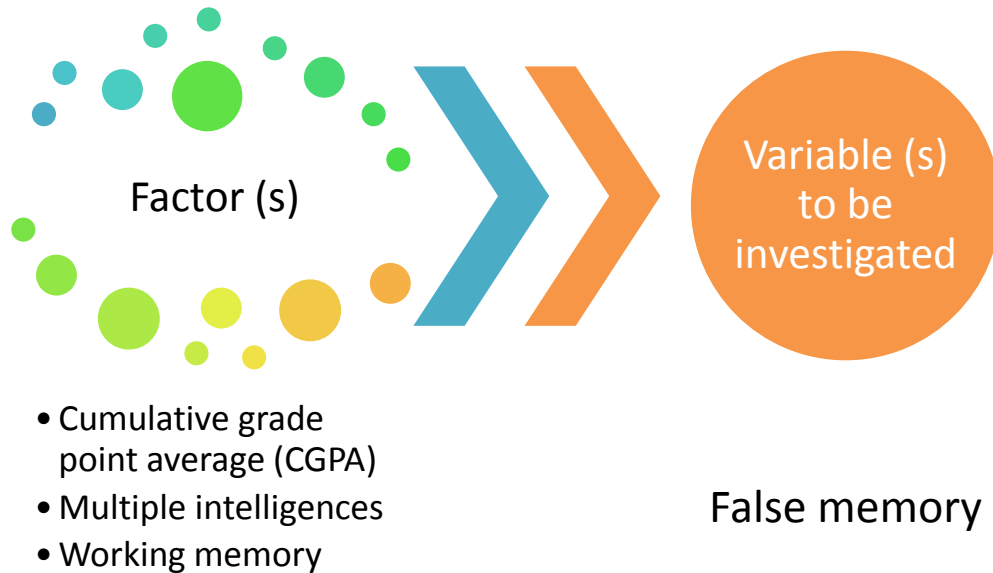 Factor (s)
Variable (s)
to be
investigated
• Cumulative grade
point average (CGPA)
• Multiple intelligences
• Working memory
False memory